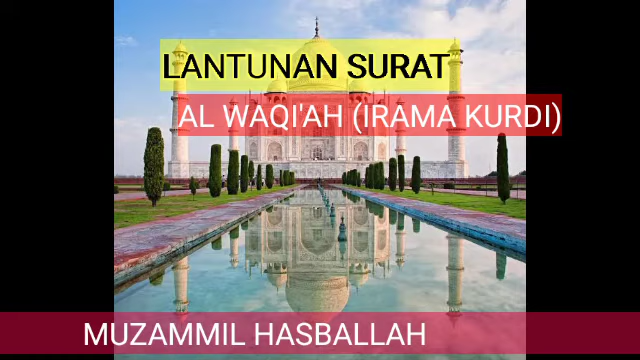 LANTUNAN SURAT
AL WAQI'AH (IRAMA KURDI)
MUZAMMIL HASBALLAH